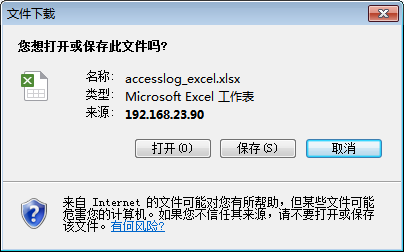 文件下载
您想打开或保存此文件吗?
名称: accesslog_excel.xlsx
类型: Microsoft Excel 工作表
来源: 192.168.23.90
打开(O) 保存(S) 取消
来自 Internet 的文件可能对您有所帮助,但某些文件可能
危害您的计算机。如果您不信任其来源,请不要打开或保存
该文件。有何风险?